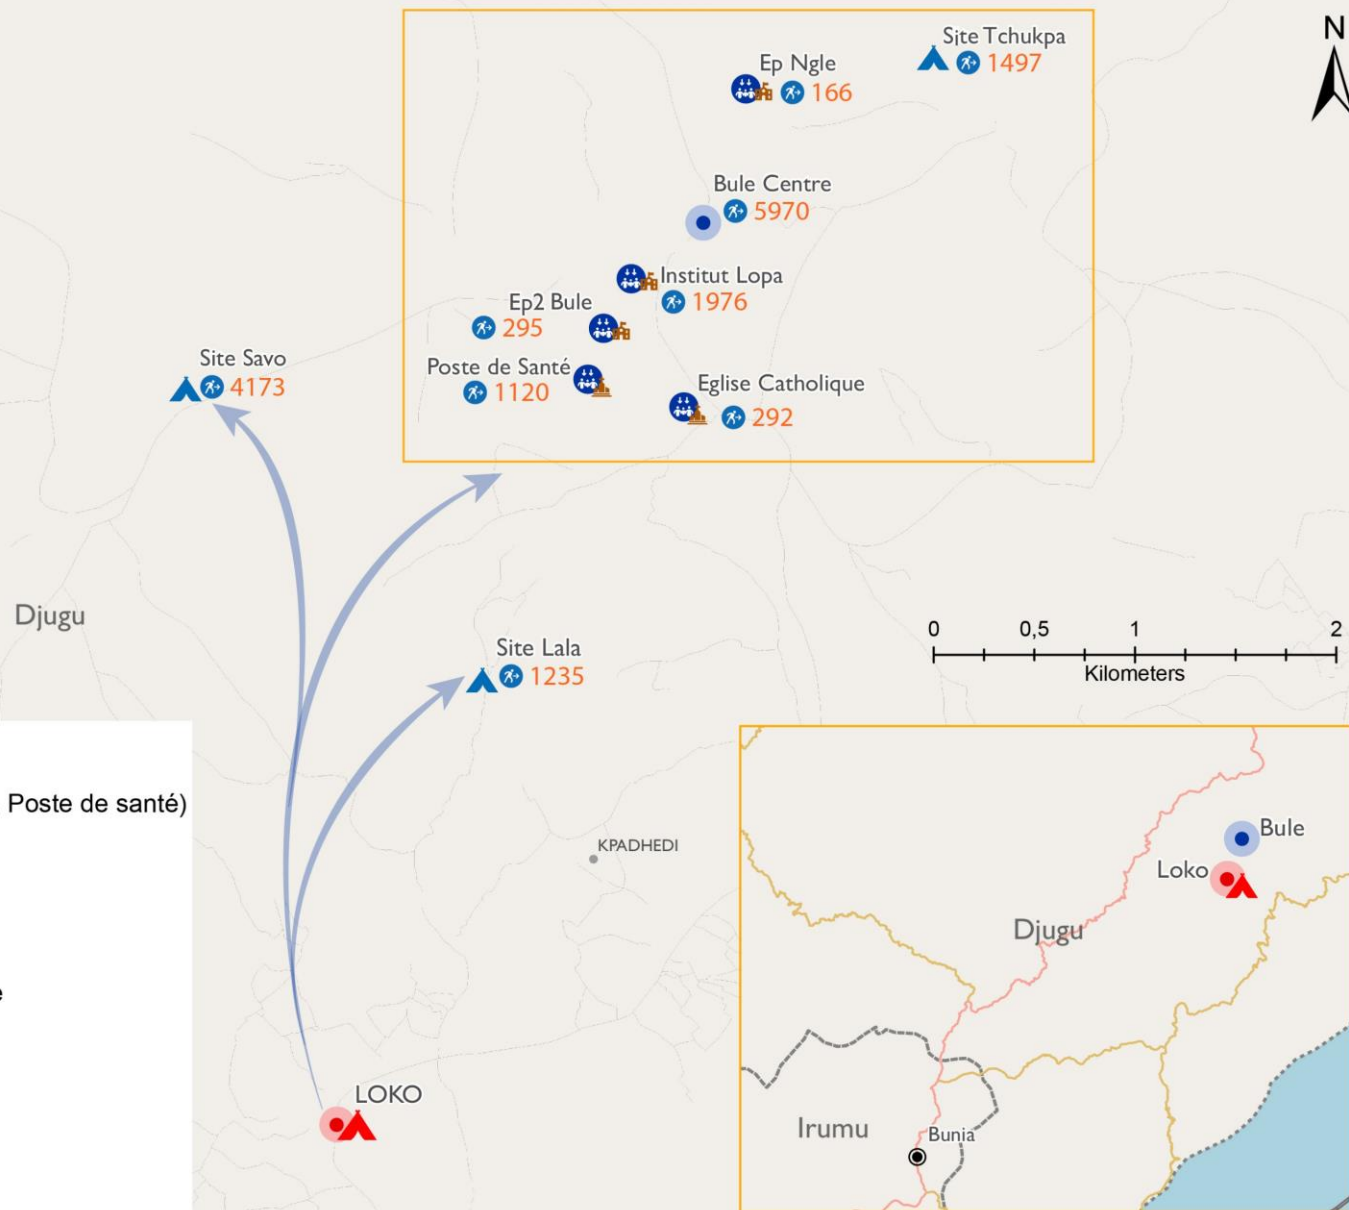 N
Site Tchukpa
1497
Ep Ngle
166
Bule Centre
5970
Institut Lopa
1976
Ep2 Bule
295
Poste de Santé
1120
Eglise Catholique
292
Site Savo
4173
Djugu
Site Lala
1235
0 0,5 1 2
Kilometers
Poste de santé)
KPADHEDI
LOKO
Bule
Loko
Djugu
Irumu
Bunia